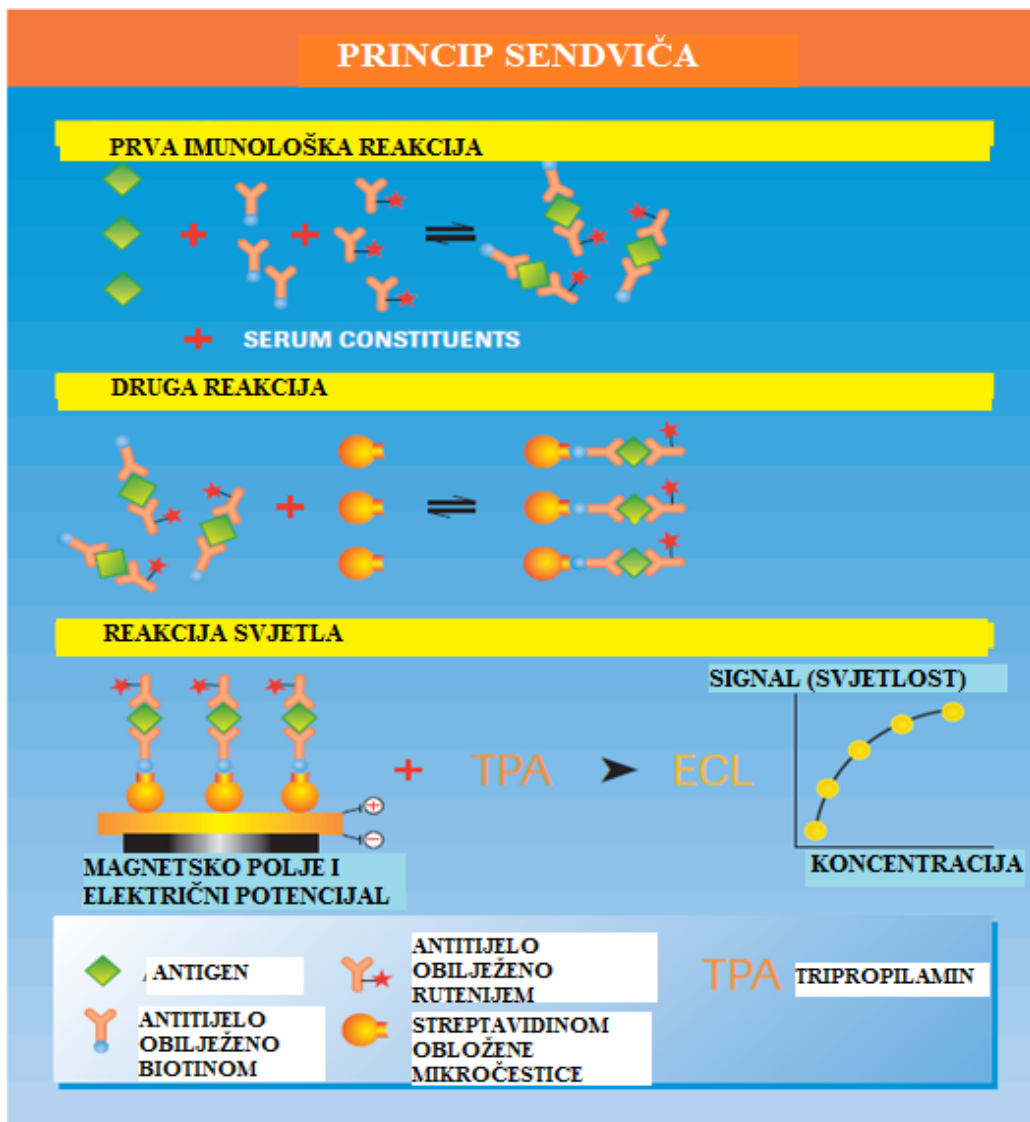 PRINCIP SENDVIČA
PRVA IMUNOLOŠKA REAKCIJA
+ + ⇌
+ SERUM CONSTITUENTS
DRUGA REAKCIJA
+ ⇌
REAKCIJA SVJETLA
SIGNAL (SVJETLOST)
+ TPA ➤ ECL
+
−
KONCENTRACIJA
MAGNETSKO POLJE I
ELEKTRIČNI POTENCIJAL
ANTIGEN
ANTITIJELO
OBILJEŽENO
BIOTINOM
ANTITIJELO
OBILJEŽENO
RUTENIJEM
STREPTAVIDINOM
OBLOŽENE
MIKROČESTICE
TPA TRIPROPILAMIN